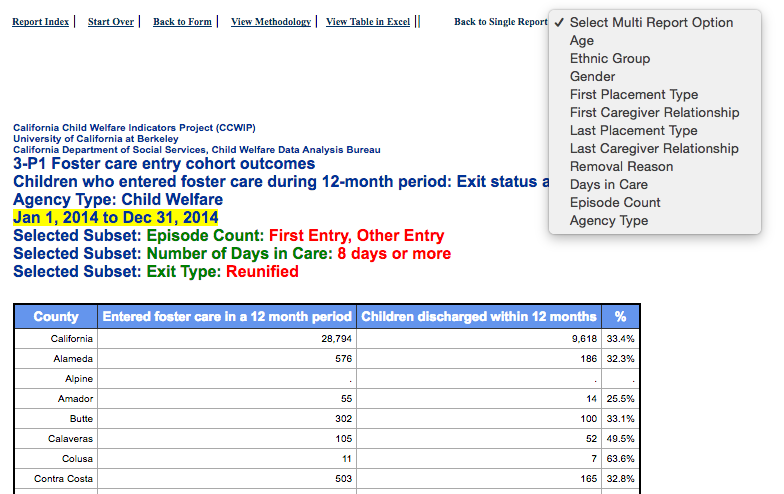 Report Index | Start Over | Back to Form | View Methodology | View Table in Excel || Back to Single Report
✓ Select Multi Report Option
Age
Ethnic Group
Gender
First Placement Type
First Caregiver Relationship
Last Placement Type
Last Caregiver Relationship
Removal Reason
Days in Care
Episode Count
Agency Type
California Child Welfare Indicators Project (CCWIP)
University of California at Berkeley
California Department of Social Services, Child Welfare Data Analysis Bureau
3-P1 Foster care entry cohort outcomes
Children who entered foster care during 12-month period: Exit status a
Agency Type: Child Welfare
Jan 1, 2014 to Dec 31, 2014
Selected Subset: Episode Count: First Entry, Other Entry
Selected Subset: Number of Days in Care: 8 days or more
Selected Subset: Exit Type: Reunified
County Entered foster care in a 12 month period Children discharged within 12 months %
California 28,794 9,618 33.4%
Alameda 576 186 32.3%
Alpine . . .
Amador 55 14 25.5%
Butte 302 100 33.1%
Calaveras 105 52 49.5%
Colusa 11 7 63.6%
Contra Costa 503 165 32.8%